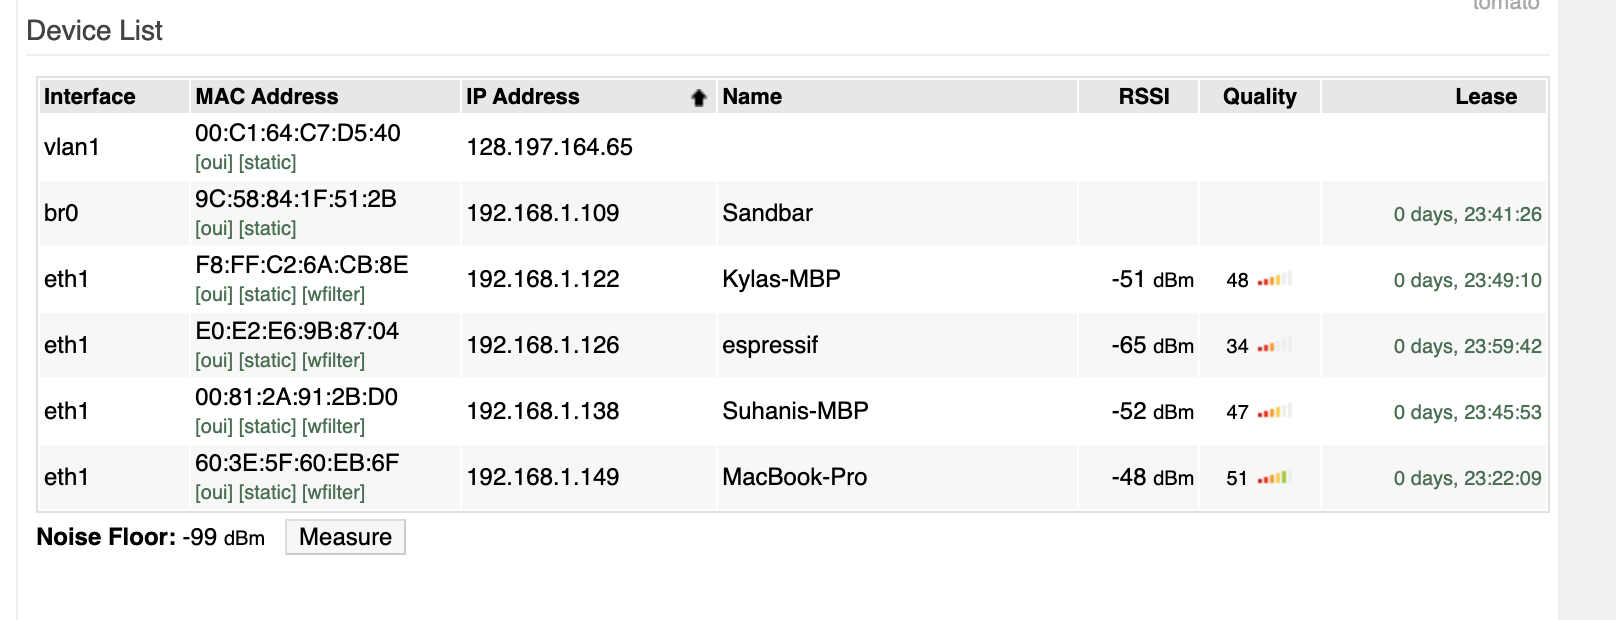 tomato
Device List
Interface MAC Address IP Address Name RSSI Quality Lease
vlan1 00:C1:64:C7:D5:40 128.197.164.65
[oui] [static]
br0 9C:58:84:1F:51:2B 192.168.1.109 Sandbar 0 days, 23:41:26
[oui] [static]
eth1 F8:FF:C2:6A:CB:8E 192.168.1.122 Kylas-MBP -51 dBm 48 0 days, 23:49:10
[oui] [static] [wfilter]
eth1 E0:E2:E6:9B:87:04 192.168.1.126 espressif -65 dBm 34 0 days, 23:59:42
[oui] [static] [wfilter]
eth1 00:81:2A:91:2B:D0 192.168.1.138 Suhanis-MBP -52 dBm 47 0 days, 23:45:53
[oui] [static] [wfilter]
eth1 60:3E:5F:60:EB:6F 192.168.1.149 MacBook-Pro -48 dBm 51 0 days, 23:22:09
[oui] [static] [wfilter]
Noise Floor: -99 dBm Measure